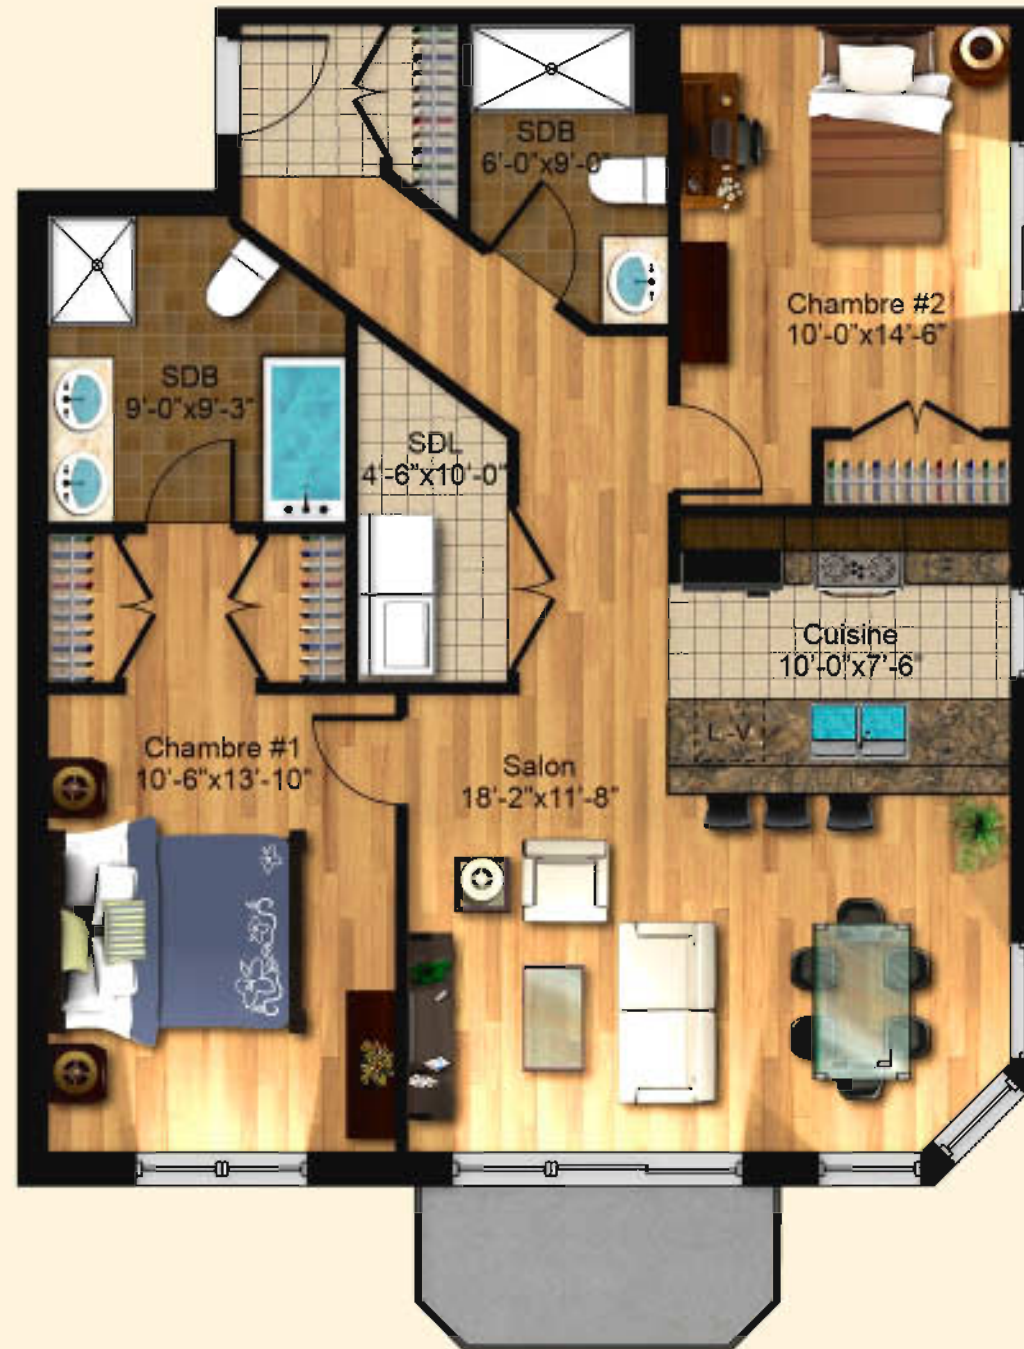 SDB
6'-0"x9'-0"
Chambre #2
10'-0"x14'-6"
SDB
9'-0"x9'-3"
SDL
4'-6"x10'-0"
Cuisine
10'-0"x7'-6"
L-V
Chambre #1
10'-6"x13'-10"
Salon
18'-2"x11'-8"